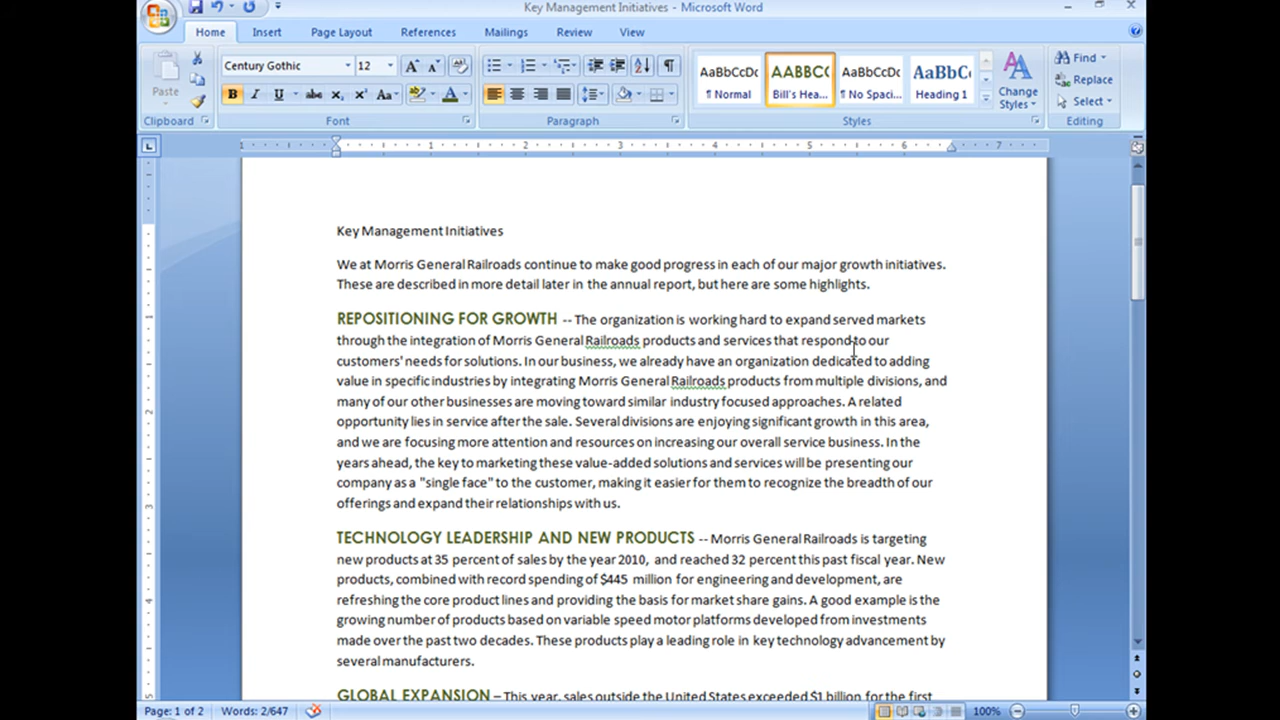 Key Management Initiatives - Microsoft Word
Home Insert Page Layout References Mailings Review View
Paste
Clipboard
Century Gothic 12
B I U abc x₂ x² Aa
Font
Paragraph
AaBbCcDc AABBC( AaBbCcDc AaBbC(
¶ Normal Bill's Hea... ¶ No Spaci... Heading 1
Change
Styles
Styles
Find
Replace
Select
Editing
1 1 2 3 4 5 6 7
Key Management Initiatives
We at Morris General Railroads continue to make good progress in each of our major growth initiatives.
These are described in more detail later in the annual report, but here are some highlights.
REPOSITIONING FOR GROWTH -- The organization is working hard to expand served markets
through the integration of Morris General Railroads products and services that respond to our
customers' needs for solutions. In our business, we already have an organization dedicated to adding
value in specific industries by integrating Morris General Railroads products from multiple divisions, and
many of our other businesses are moving toward similar industry focused approaches. A related
opportunity lies in service after the sale. Several divisions are enjoying significant growth in this area,
and we are focusing more attention and resources on increasing our overall service business. In the
years ahead, the key to marketing these value-added solutions and services will be presenting our
company as a "single face" to the customer, making it easier for them to recognize the breadth of our
offerings and expand their relationships with us.
TECHNOLOGY LEADERSHIP AND NEW PRODUCTS -- Morris General Railroads is targeting
new products at 35 percent of sales by the year 2010, and reached 32 percent this past fiscal year. New
products, combined with record spending of $445 million for engineering and development, are
refreshing the core product lines and providing the basis for market share gains. A good example is the
growing number of products based on variable speed motor platforms developed from investments
made over the past two decades. These products play a leading role in key technology advancement by
several manufacturers.
GLOBAL EXPANSION – This year, sales outside the United States exceeded $1 billion for the first
Page: 1 of 2 Words: 2/647 100%